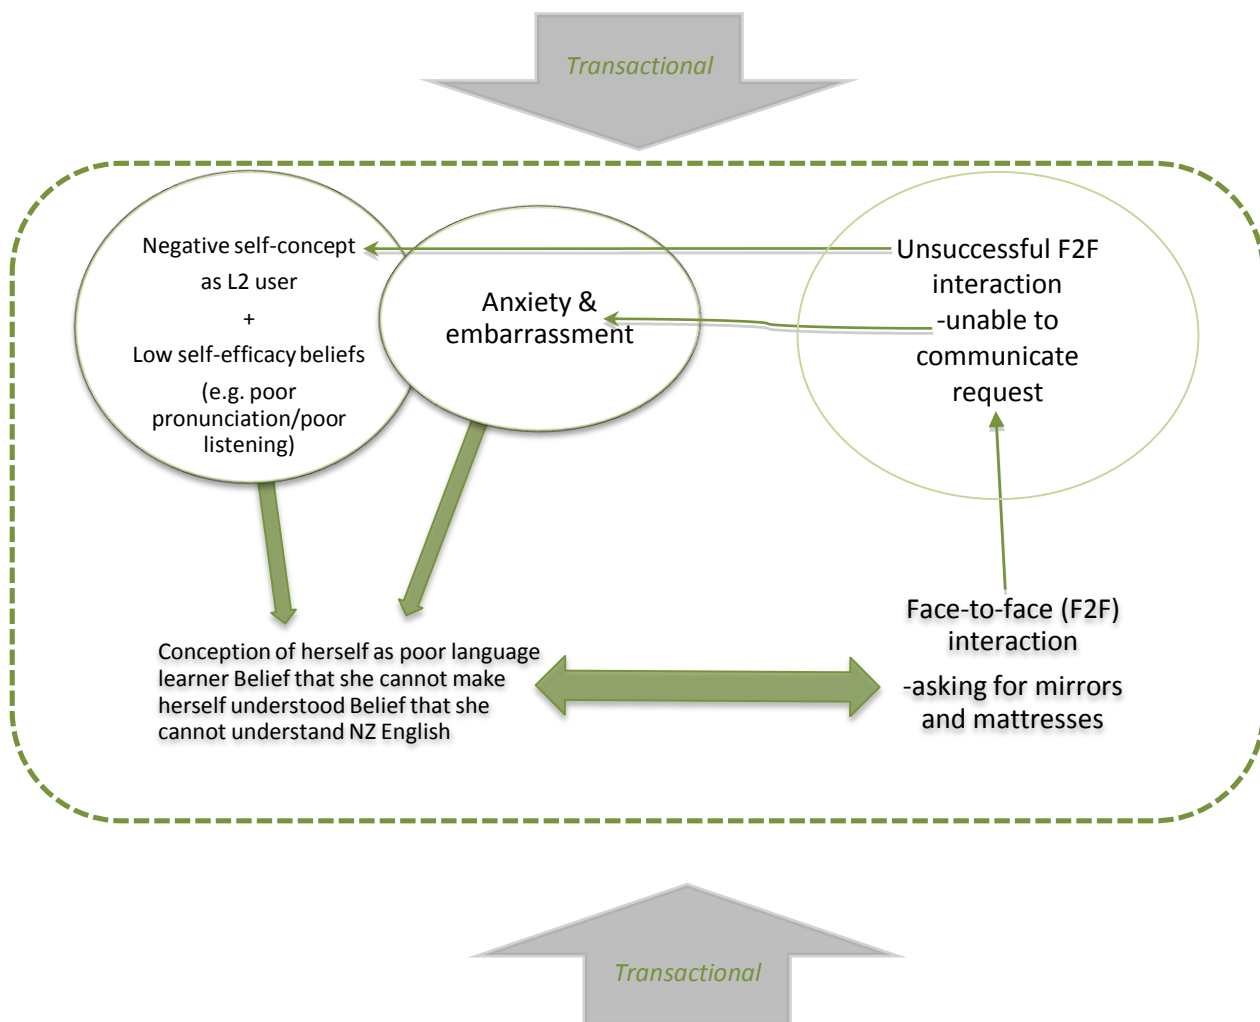 Transactional
Negative self-concept
as L2 user
+
Low self-efficacy beliefs
(e.g. poor
pronunciation/poor
listening)
Anxiety &
embarrassment
Unsuccessful F2F
interaction
-unable to
communicate
request
Conception of herself as poor language
learner Belief that she cannot make
herself understood Belief that she
cannot understand NZ English
Face-to-face (F2F)
interaction
-asking for mirrors
and mattresses
Transactional